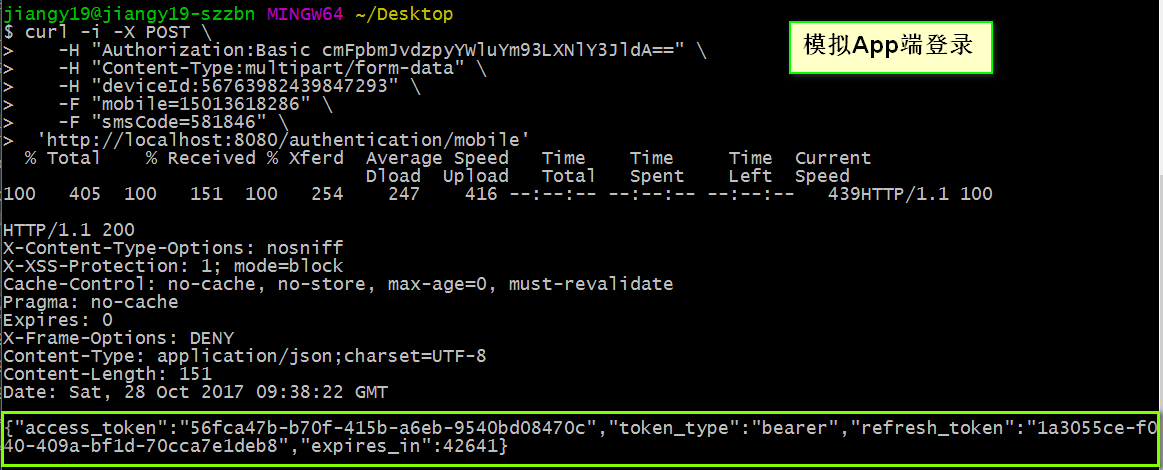 jiangy19@jiangy19-szzbn MINGW64 ~/Desktop
$ curl -i -X POST \
模拟App端登录
>    -H "Authorization:Basic cmFpbmJvdzpyYWluYm93LXNlY3JldA==" \
>    -H "Content-Type:multipart/form-data" \
>    -H "deviceId:56763982439847293" \
>    -F "mobile=15013618286" \
>    -F "smsCode=581846" \
>  'http://localhost:8080/authentication/mobile'
  % Total    % Received % Xferd  Average Speed   Time    Time     Time  Current
                                 Dload  Upload   Total   Spent    Left  Speed
100   405  100   151  100   254    247    416 --:--:-- --:--:-- --:--:--   439HTTP/1.1 100
HTTP/1.1 200
X-Content-Type-Options: nosniff
X-XSS-Protection: 1; mode=block
Cache-Control: no-cache, no-store, max-age=0, must-revalidate
Pragma: no-cache
Expires: 0
X-Frame-Options: DENY
Content-Type: application/json;charset=UTF-8
Content-Length: 151
Date: Sat, 28 Oct 2017 09:38:22 GMT
{"access_token":"56fca47b-b70f-415b-a6eb-9540bd08470c","token_type":"bearer","refresh_token":"1a3055ce-f0
40-409a-bf1d-70cca7e1deb8","expires_in":42641}